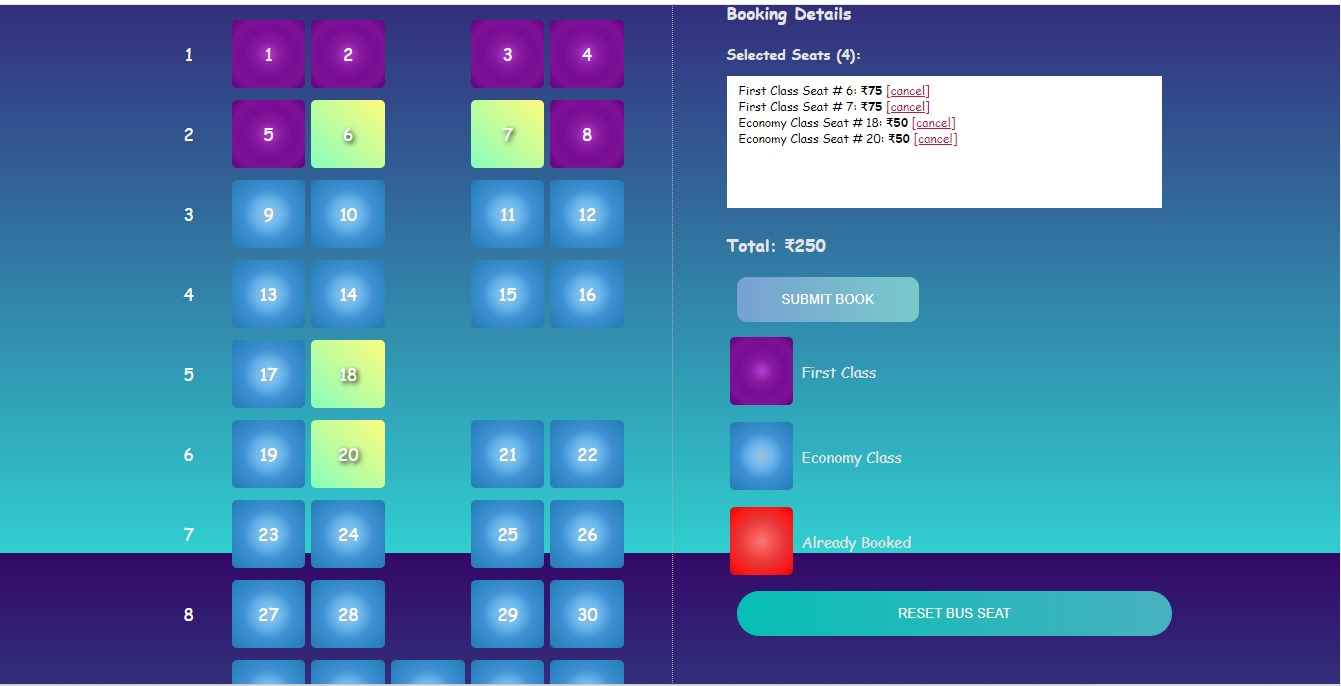 1 1 2 3 4
2 5 6 7 8
3 9 10 11 12
4 13 14 15 16
5 17 18
6 19 20 21 22
7 23 24 25 26
8 27 28 29 30
Booking Details
Selected Seats (4):
First Class Seat # 6: ₹75 [cancel]
First Class Seat # 7: ₹75 [cancel]
Economy Class Seat # 18: ₹50 [cancel]
Economy Class Seat # 20: ₹50 [cancel]
Total: ₹250
SUBMIT BOOK
First Class
Economy Class
Already Booked
RESET BUS SEAT